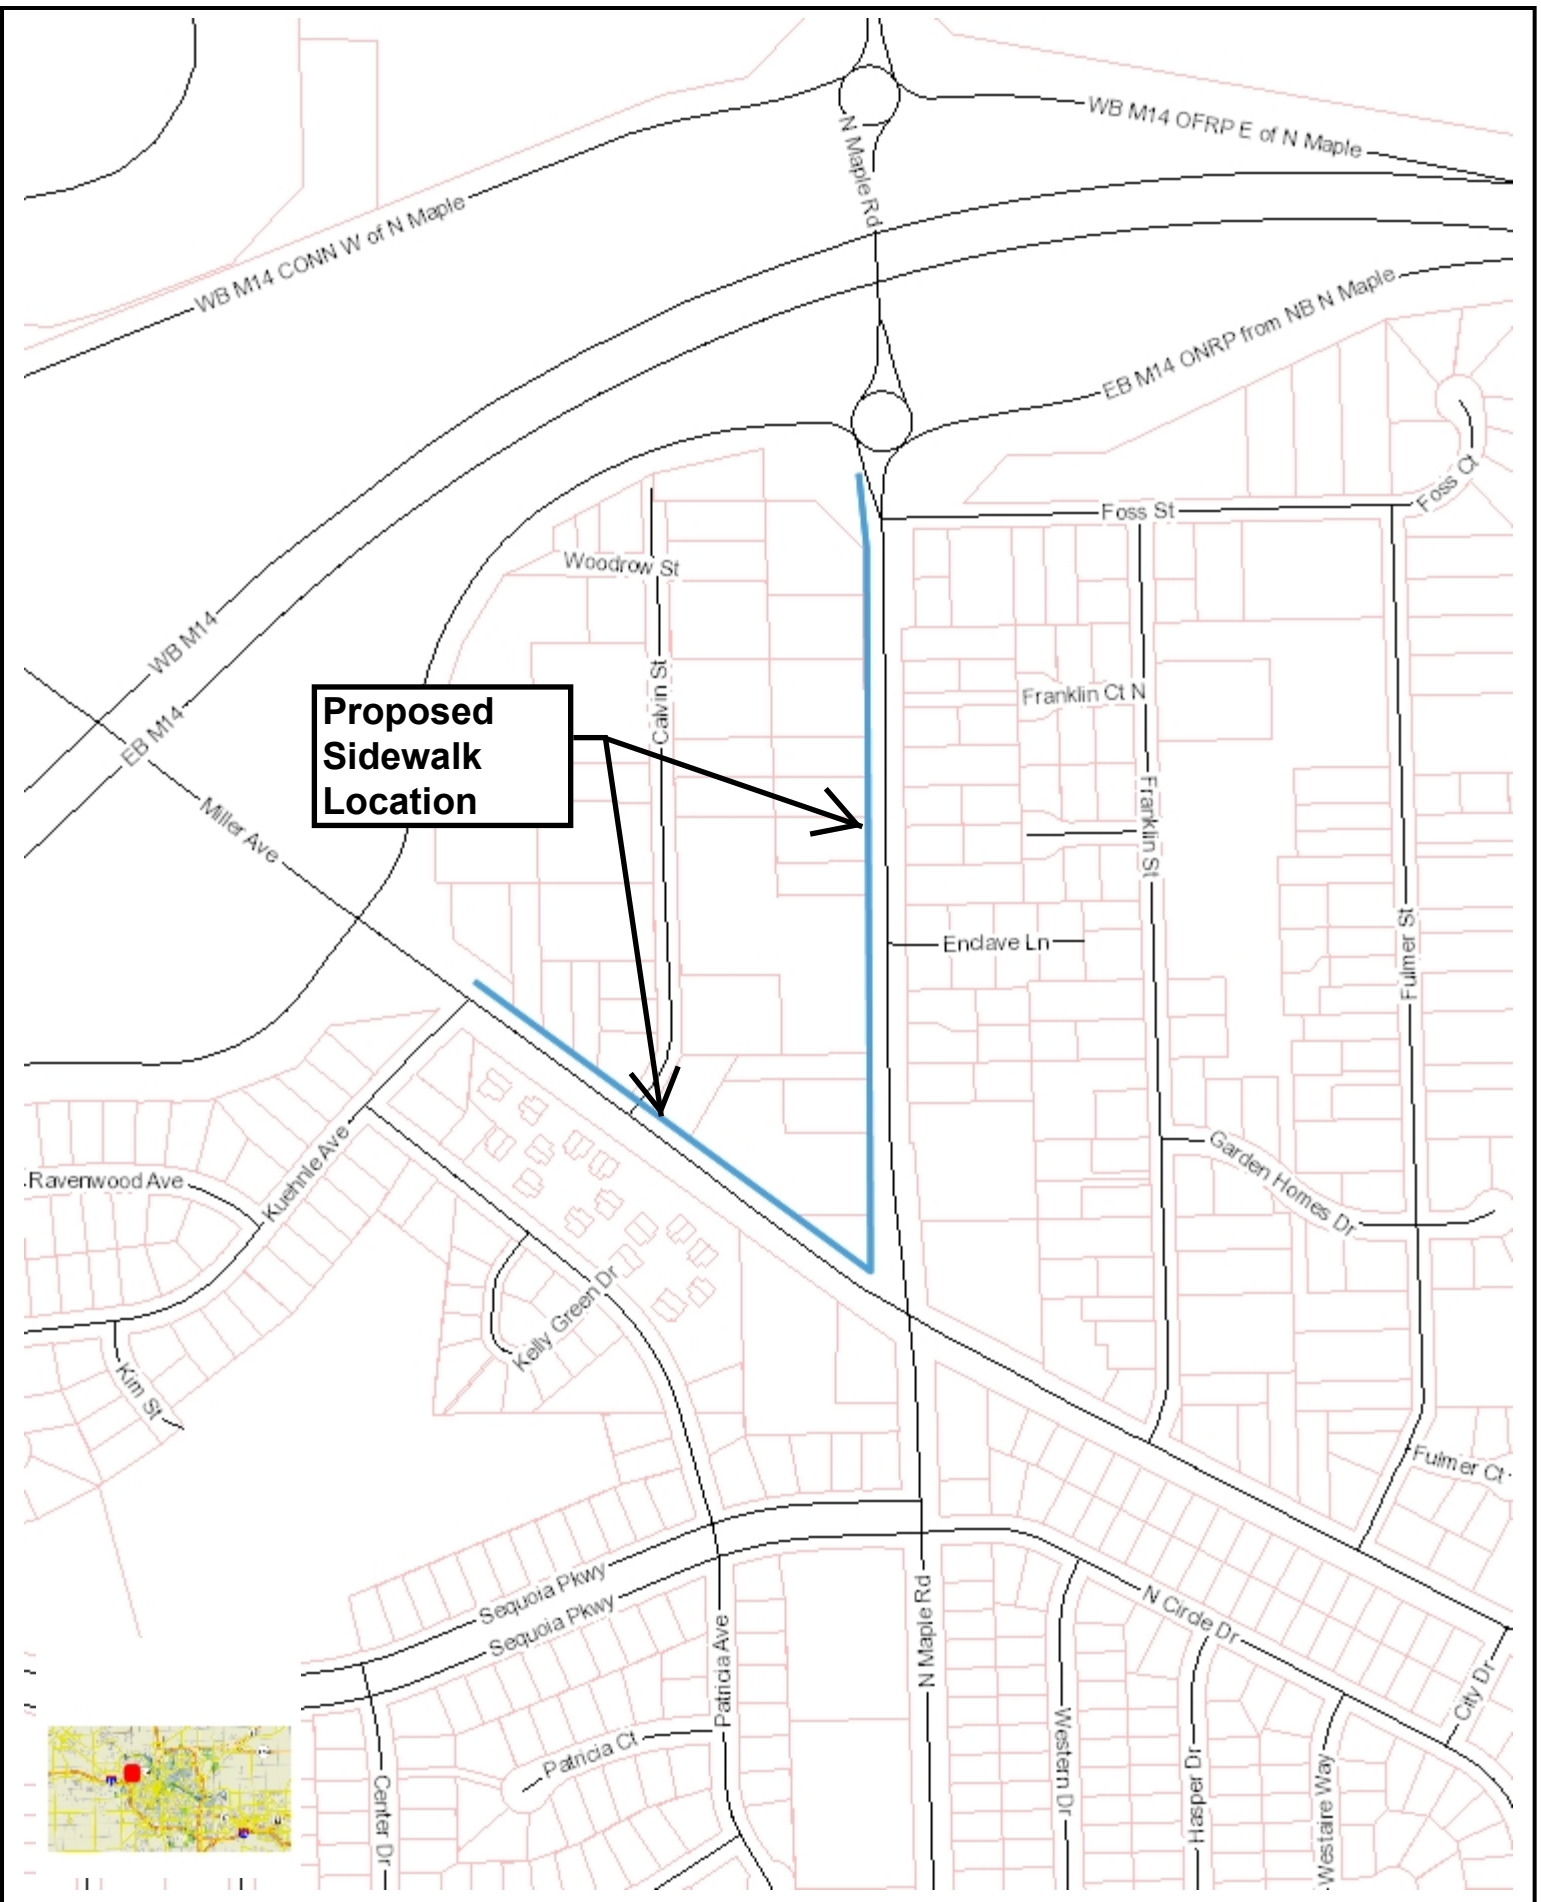 WB M14 OFRP E of N Maple
N Maple Rd
WB M14 CONN W of N Maple
EB M14 ONRP from NB N Maple
Foss Ct
Foss St
Woodrow St
WB M14
EB M14
Calvin St
Franklin Ct N
Proposed
Sidewalk
Location
Miller Ave
Franklin St
Fulmer St
Enclave Ln
Garden Homes Dr
Ravenwood Ave
Kuehnle Ave
Kelly Green Dr
Kim St
Fulmer Ct
Sequoia Pkwy
Sequoia Pkwy
N Circle Dr
N Maple Rd
Patricia Ave
City Dr
Patricia Ct
Center Dr
Western Dr
Hasper Dr
Westaire Way